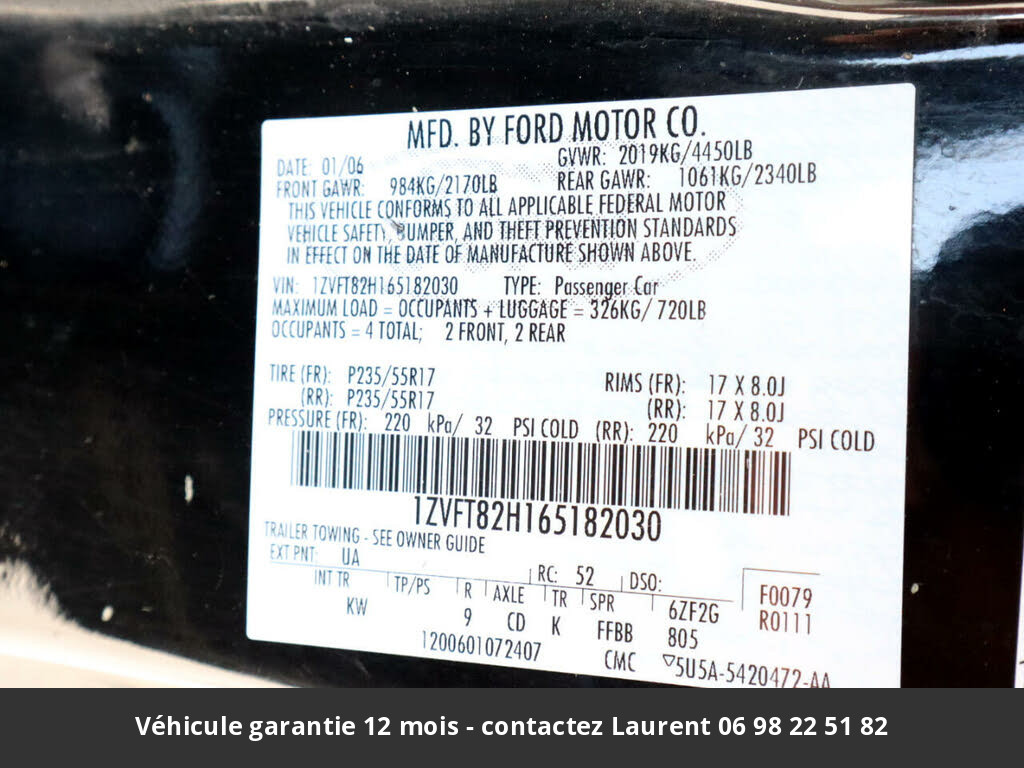 MFD. BY FORD MOTOR CO.
DATE: 01/06 GVWR: 2019KG/4450LB
FRONT GAWR: 984KG/2170LB REAR GAWR: 1061KG/2340LB
THIS VEHICLE CONFORMS TO ALL APPLICABLE FEDERAL MOTOR
VEHICLE SAFETY, BUMPER, AND THEFT PREVENTION STANDARDS
IN EFFECT ON THE DATE OF MANUFACTURE SHOWN ABOVE.
VIN: 1ZVFT82H165182030 TYPE: Passenger Car
MAXIMUM LOAD = OCCUPANTS + LUGGAGE = 326KG/ 720LB
OCCUPANTS = 4 TOTAL; 2 FRONT, 2 REAR
TIRE (FR): P235/55R17 RIMS (FR): 17 X 8.0J
(RR): P235/55R17 (RR): 17 X 8.0J
PRESSURE (FR): 220 kPa/ 32 PSI COLD (RR): 220 kPa/ 32 PSI COLD
1ZVFT82H165182030
TRAILER TOWING - SEE OWNER GUIDE
EXT PNT: UA RC: 52 DSO: F0079
INT TR TP/PS R AXLE TR SPR 6ZF2G R0111
KW 9 CD K FFBB 805
1200601072407 CMC ▽5U5A-5420472-AA
Véhicule garantie 12 mois - contactez Laurent 06 98 22 51 82